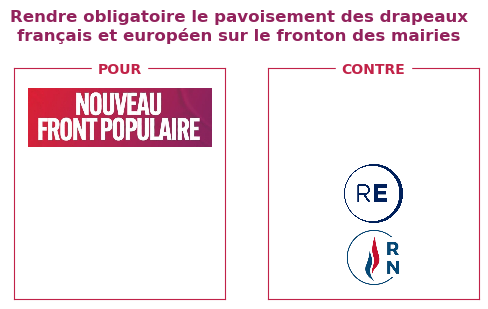 Rendre obligatoire le pavoisement des drapeaux
français et européen sur le fronton des mairies
POUR
NOUVEAU
FRONT POPULAIRE
CONTRE
RE
R
N